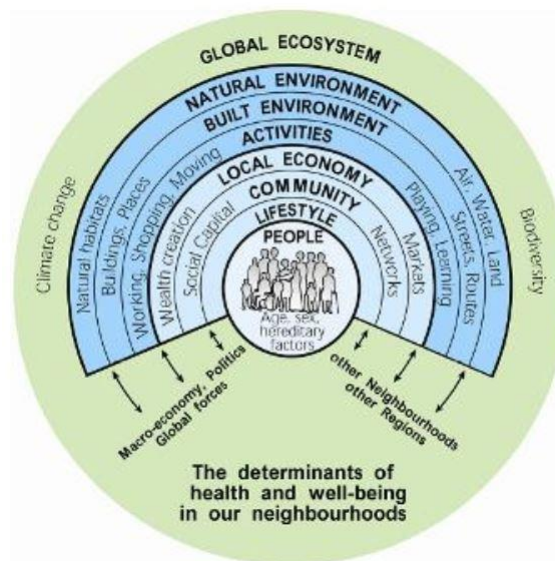 GLOBAL ECOSYSTEM
NATURAL ENVIRONMENT
BUILT ENVIRONMENT
ACTIVITIES
LOCAL ECONOMY
COMMUNITY
LIFESTYLE
PEOPLE
Age, sex,
hereditary
factors
Climate change
Natural habitats
Buildings, Places
Working, Shopping, Moving
Wealth creation
Social Capital
Networks
Markets
Playing, Learning
Streets, Routes
Air, Water, Land
Biodiversity
Macro-economy, Politics
Global forces
other Neighbourhoods
other Regions
The determinants of
health and well-being
in our neighbourhoods